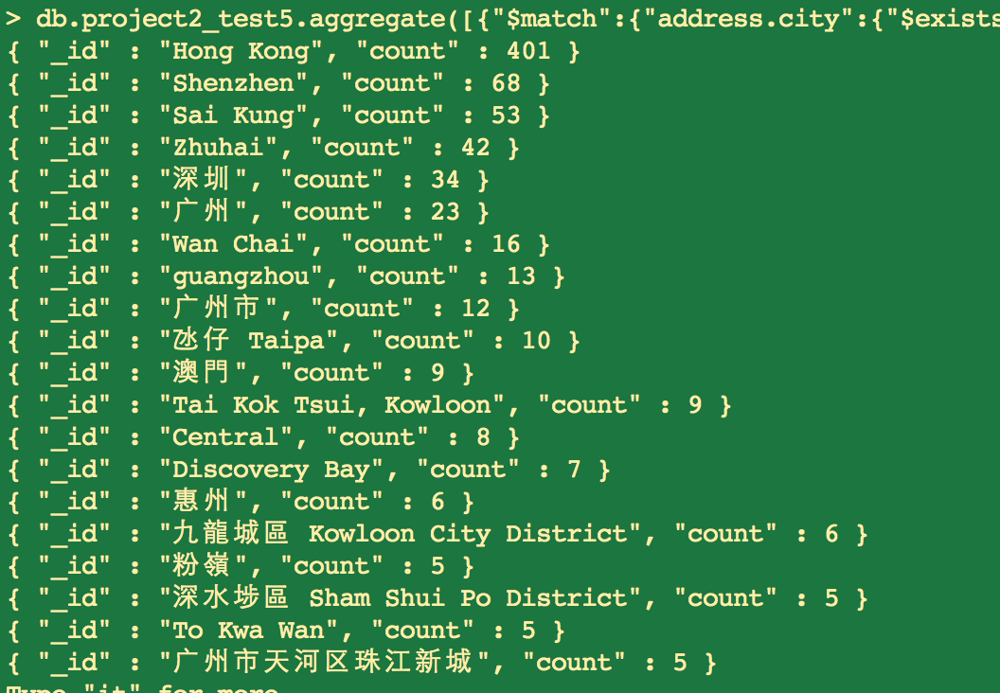 > db.project2_test5.aggregate([{"$match":{"address.city":{"$exists
{ "_id" : "Hong Kong", "count" : 401 }
{ "_id" : "Shenzhen", "count" : 68 }
{ "_id" : "Sai Kung", "count" : 53 }
{ "_id" : "Zhuhai", "count" : 42 }
{ "_id" : "深圳", "count" : 34 }
{ "_id" : "广州", "count" : 23 }
{ "_id" : "Wan Chai", "count" : 16 }
{ "_id" : "guangzhou", "count" : 13 }
{ "_id" : "广州市", "count" : 12 }
{ "_id" : "氹仔 Taipa", "count" : 10 }
{ "_id" : "澳門", "count" : 9 }
{ "_id" : "Tai Kok Tsui, Kowloon", "count" : 9 }
{ "_id" : "Central", "count" : 8 }
{ "_id" : "Discovery Bay", "count" : 7 }
{ "_id" : "惠州", "count" : 6 }
{ "_id" : "九龍城區 Kowloon City District", "count" : 6 }
{ "_id" : "粉嶺", "count" : 5 }
{ "_id" : "深水埗區 Sham Shui Po District", "count" : 5 }
{ "_id" : "To Kwa Wan", "count" : 5 }
{ "_id" : "广州市天河区珠江新城", "count" : 5 }
Type "it" for more